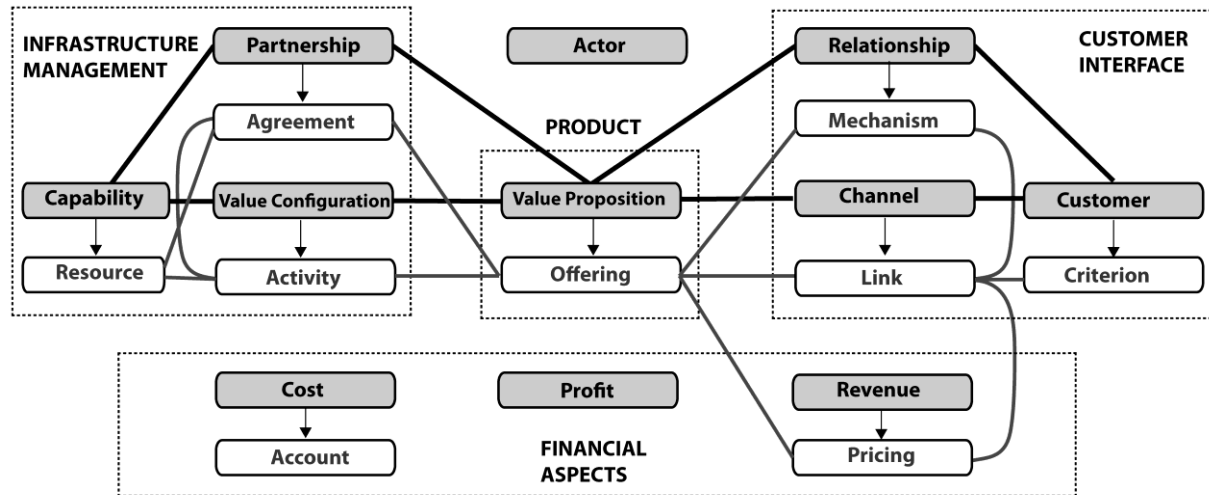 INFRASTRUCTURE
MANAGEMENT
Partnership
Actor
Relationship
CUSTOMER
INTERFACE
Agreement
PRODUCT
Mechanism
Capability
Value Configuration
Value Proposition
Channel
Customer
Resource
Activity
Offering
Link
Criterion
Cost
Profit
Revenue
Account
FINANCIAL
ASPECTS
Pricing